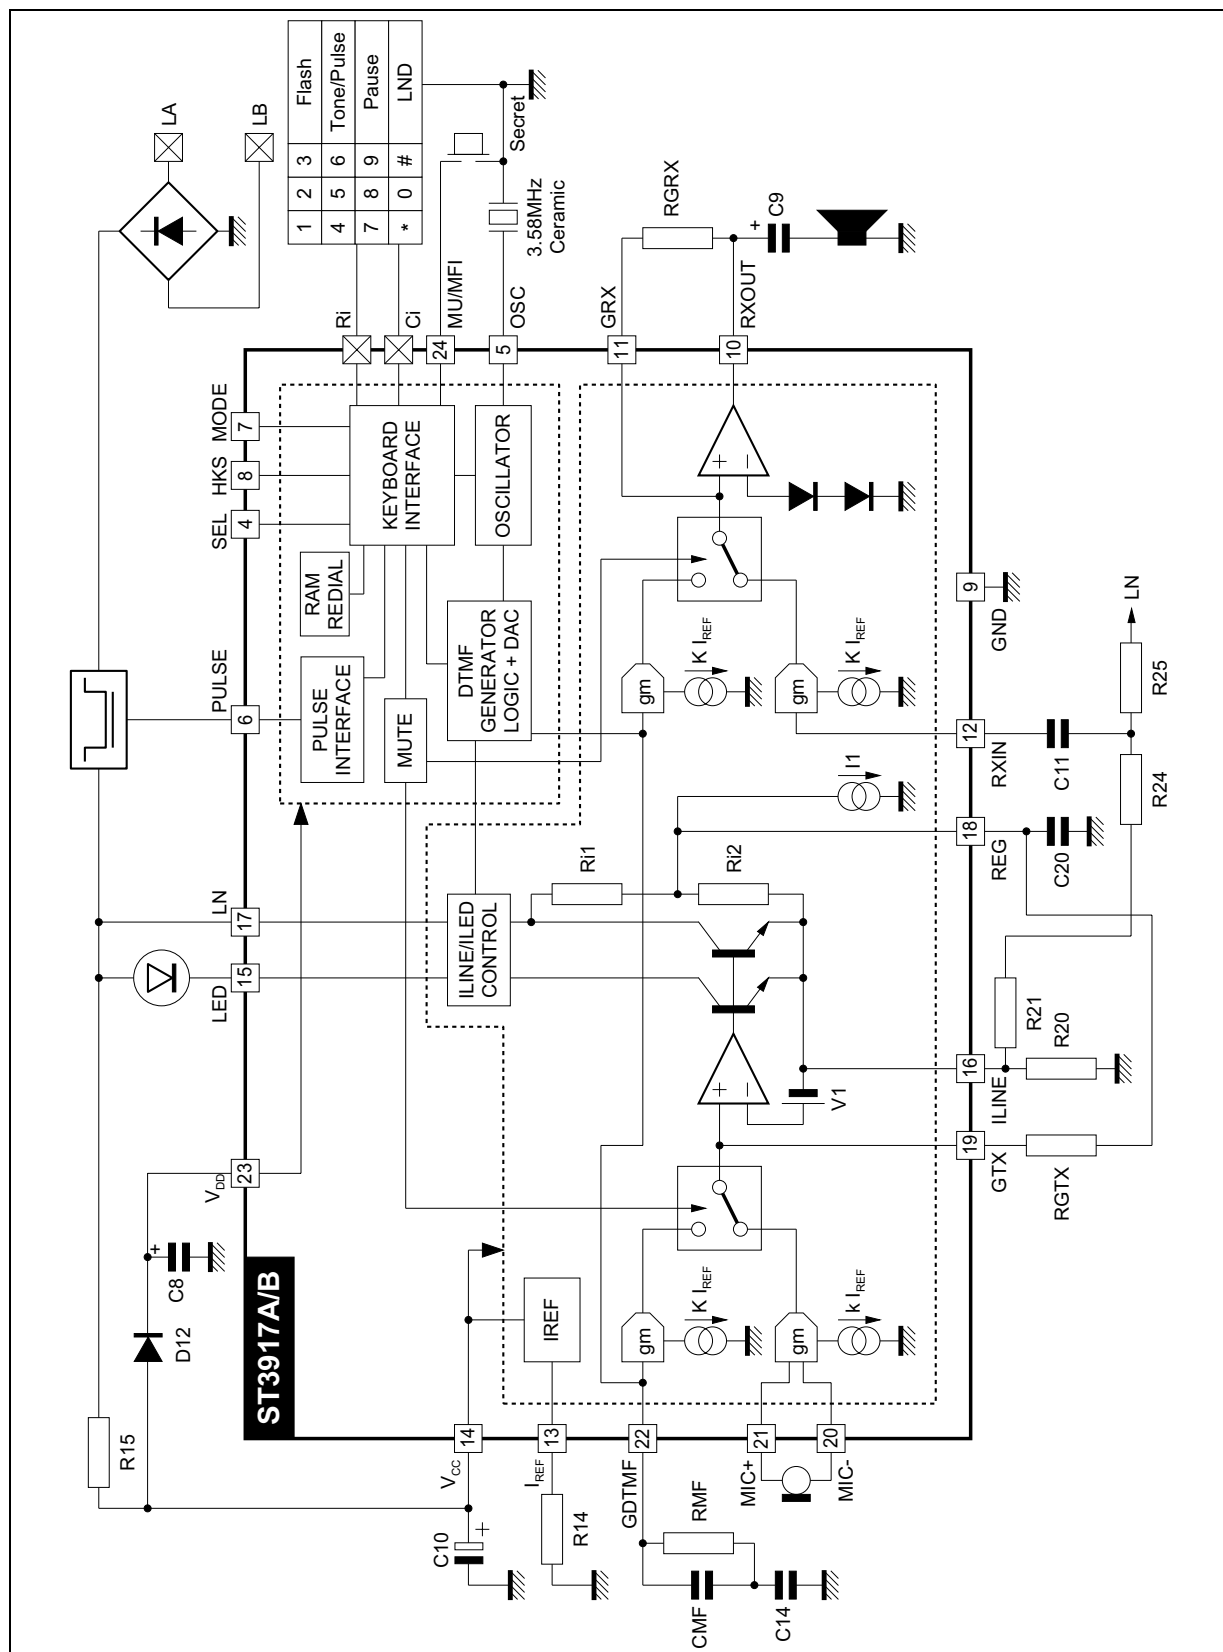 LA
LB
1 2 3 Flash
4 5 6 Tone/Pulse
7 8 9 Pause
* 0 # LND
Secret
3.58MHz
Ceramic
Ri
Ci
MU/MFI
OSC
24
5
GRX
11
RGRX
RXOUT
10
+
C9
MODE
7
HKS
8
SEL
4
PULSE
6
KEYBOARD
INTERFACE
OSCILLATOR
RAM
REDIAL
PULSE
INTERFACE
MUTE
DTMF
GENERATOR
LOGIC + DAC
+
−
gm
K IREF
gm
K IREF
9
GND
12
RXIN
C11
LN
R25
R24
LN
17
LED
15
ILINE/ILED
CONTROL
Ri1
Ri2
I1
18
REG
C20
+
−
V1
16
ILINE
R21
R20
19
GTX
RGTX
VDD
23
+
C8
D12
R15
ST3917A/B
IREF
gm
K IREF
gm
k IREF
14
VCC
C10
+
13
IREF
R14
22
GDTMF
RMF
CMF
C14
21
MIC+
20
MIC-